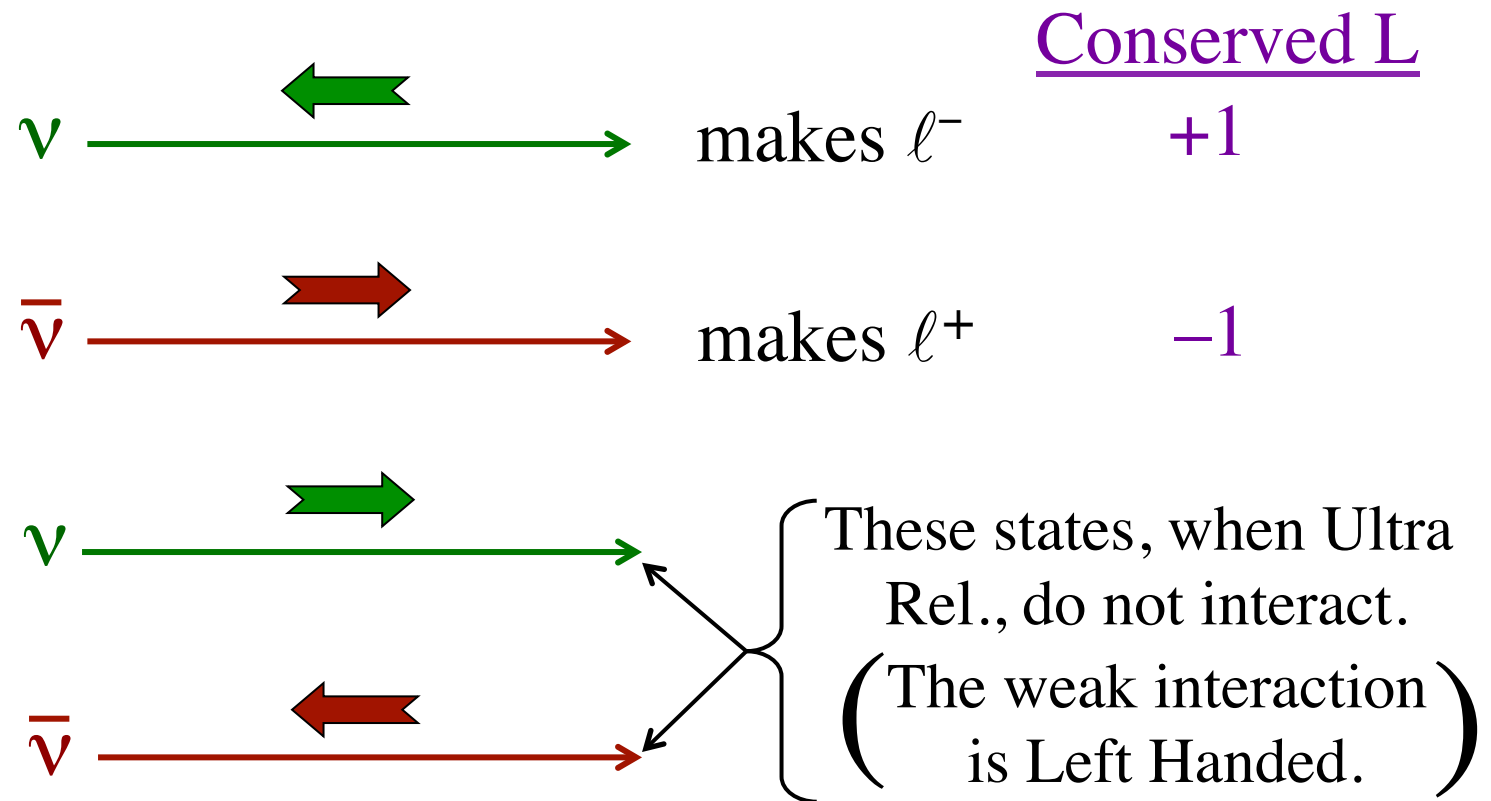 Conserved L
ν makes ℓ⁻ +1
ν̅ makes ℓ⁺ –1
ν
These states, when Ultra
Rel., do not interact.
(The weak interaction
is Left Handed.)
ν̅